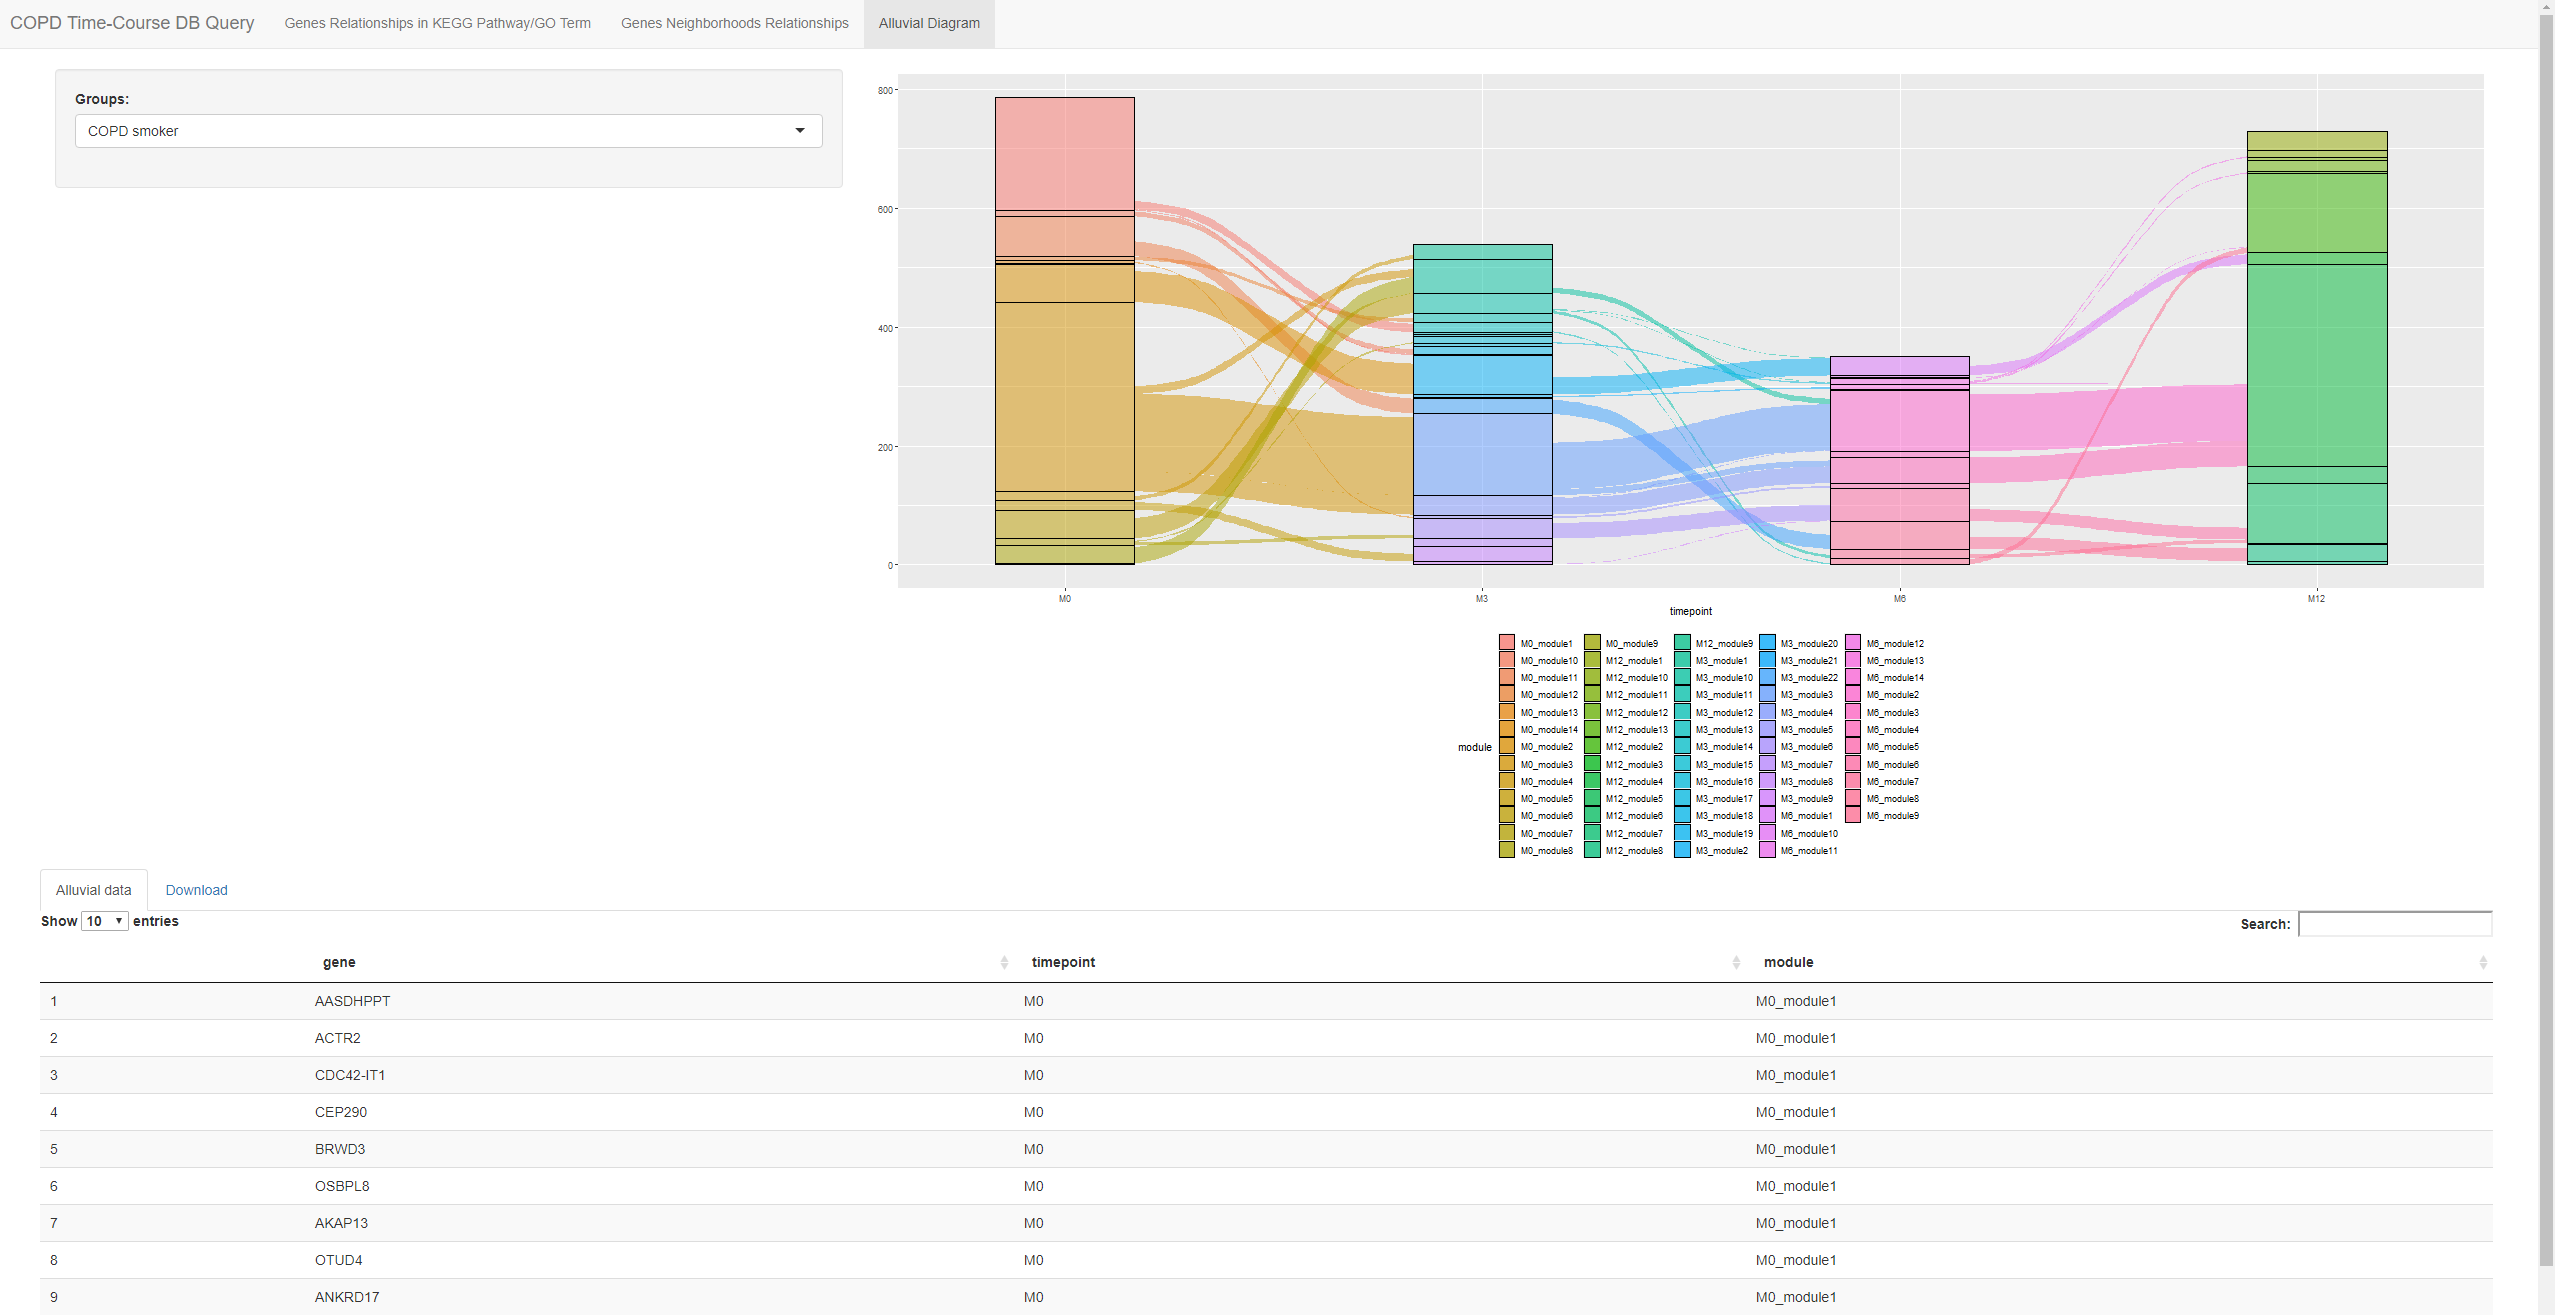 COPD Time-Course DB Query Genes Relationships in KEGG Pathway/GO Term Genes Neighborhoods Relationships Alluvial Diagram
Groups:
COPD smoker
800
600
400
200
0
M0 M3 M6 M12
timepoint
module
M0_module1 M0_module9 M12_module9 M3_module20 M6_module12
M0_module10 M12_module1 M3_module1 M3_module21 M6_module13
M0_module11 M12_module10 M3_module10 M3_module22 M6_module14
M0_module12 M12_module11 M3_module11 M3_module3 M6_module2
M0_module13 M12_module12 M3_module12 M3_module4 M6_module3
M0_module14 M12_module13 M3_module13 M3_module5 M6_module4
M0_module2 M12_module2 M3_module14 M3_module6 M6_module5
M0_module3 M12_module3 M3_module15 M3_module7 M6_module6
M0_module4 M12_module4 M3_module16 M3_module8 M6_module7
M0_module5 M12_module5 M3_module17 M3_module9 M6_module8
M0_module6 M12_module6 M3_module18 M6_module1 M6_module9
M0_module7 M12_module7 M3_module19 M6_module10
M0_module8 M12_module8 M3_module2 M6_module11
Alluvial data Download
Show 10 entries Search:
gene timepoint module
1 AASDHPPT M0 M0_module1
2 ACTR2 M0 M0_module1
3 CDC42-IT1 M0 M0_module1
4 CEP290 M0 M0_module1
5 BRWD3 M0 M0_module1
6 OSBPL8 M0 M0_module1
7 AKAP13 M0 M0_module1
8 OTUD4 M0 M0_module1
9 ANKRD17 M0 M0_module1